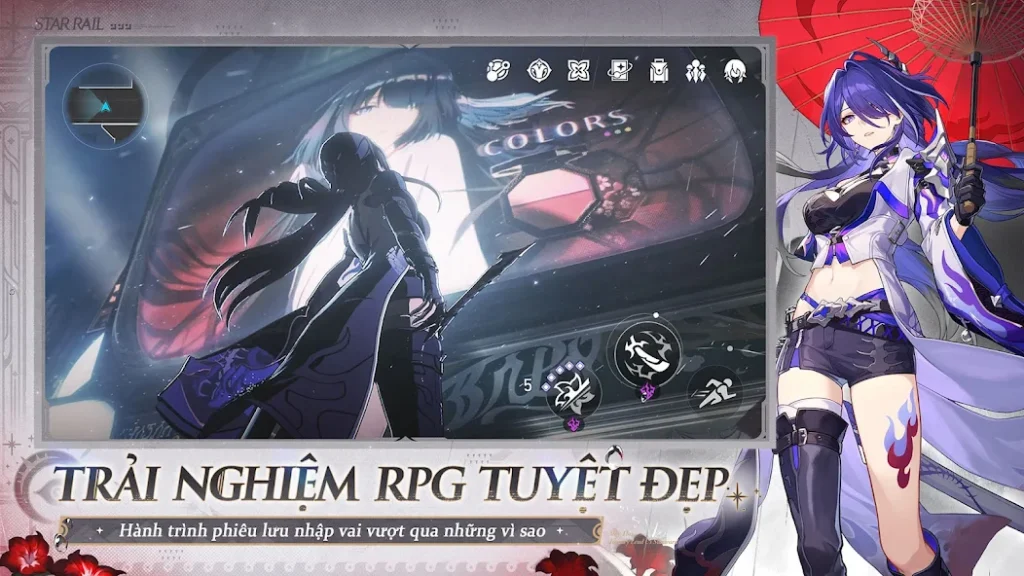 STAR RAIL
COLORS
5
TRẢI NGHIỆM RPG TUYỆT ĐẸP
Hành trình phiêu lưu nhập vai vượt qua những vì sao